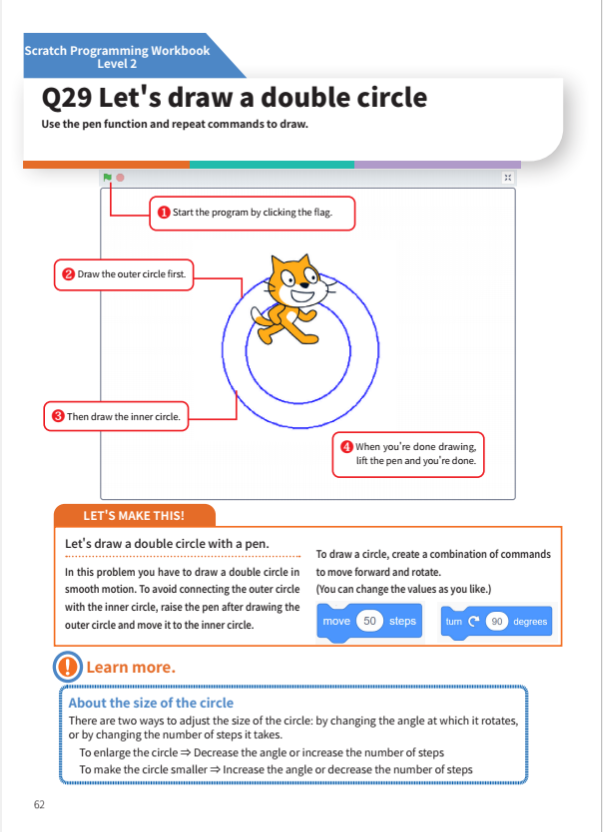 Scratch Programming Workbook
Level 2
Q29 Let's draw a double circle
Use the pen function and repeat commands to draw.
1 Start the program by clicking the flag.
2 Draw the outer circle first.
3 Then draw the inner circle.
4 When you're done drawing,
lift the pen and you're done.
LET'S MAKE THIS!
Let's draw a double circle with a pen.
In this problem you have to draw a double circle in
smooth motion. To avoid connecting the outer circle
with the inner circle, raise the pen after drawing the
outer circle and move it to the inner circle.
To draw a circle, create a combination of commands
to move forward and rotate.
(You can change the values as you like.)
move 50 steps
turn 90 degrees
Learn more.
About the size of the circle
There are two ways to adjust the size of the circle: by changing the angle at which it rotates,
or by changing the number of steps it takes.
To enlarge the circle ⇒ Decrease the angle or increase the number of steps
To make the circle smaller ⇒ Increase the angle or decrease the number of steps
62